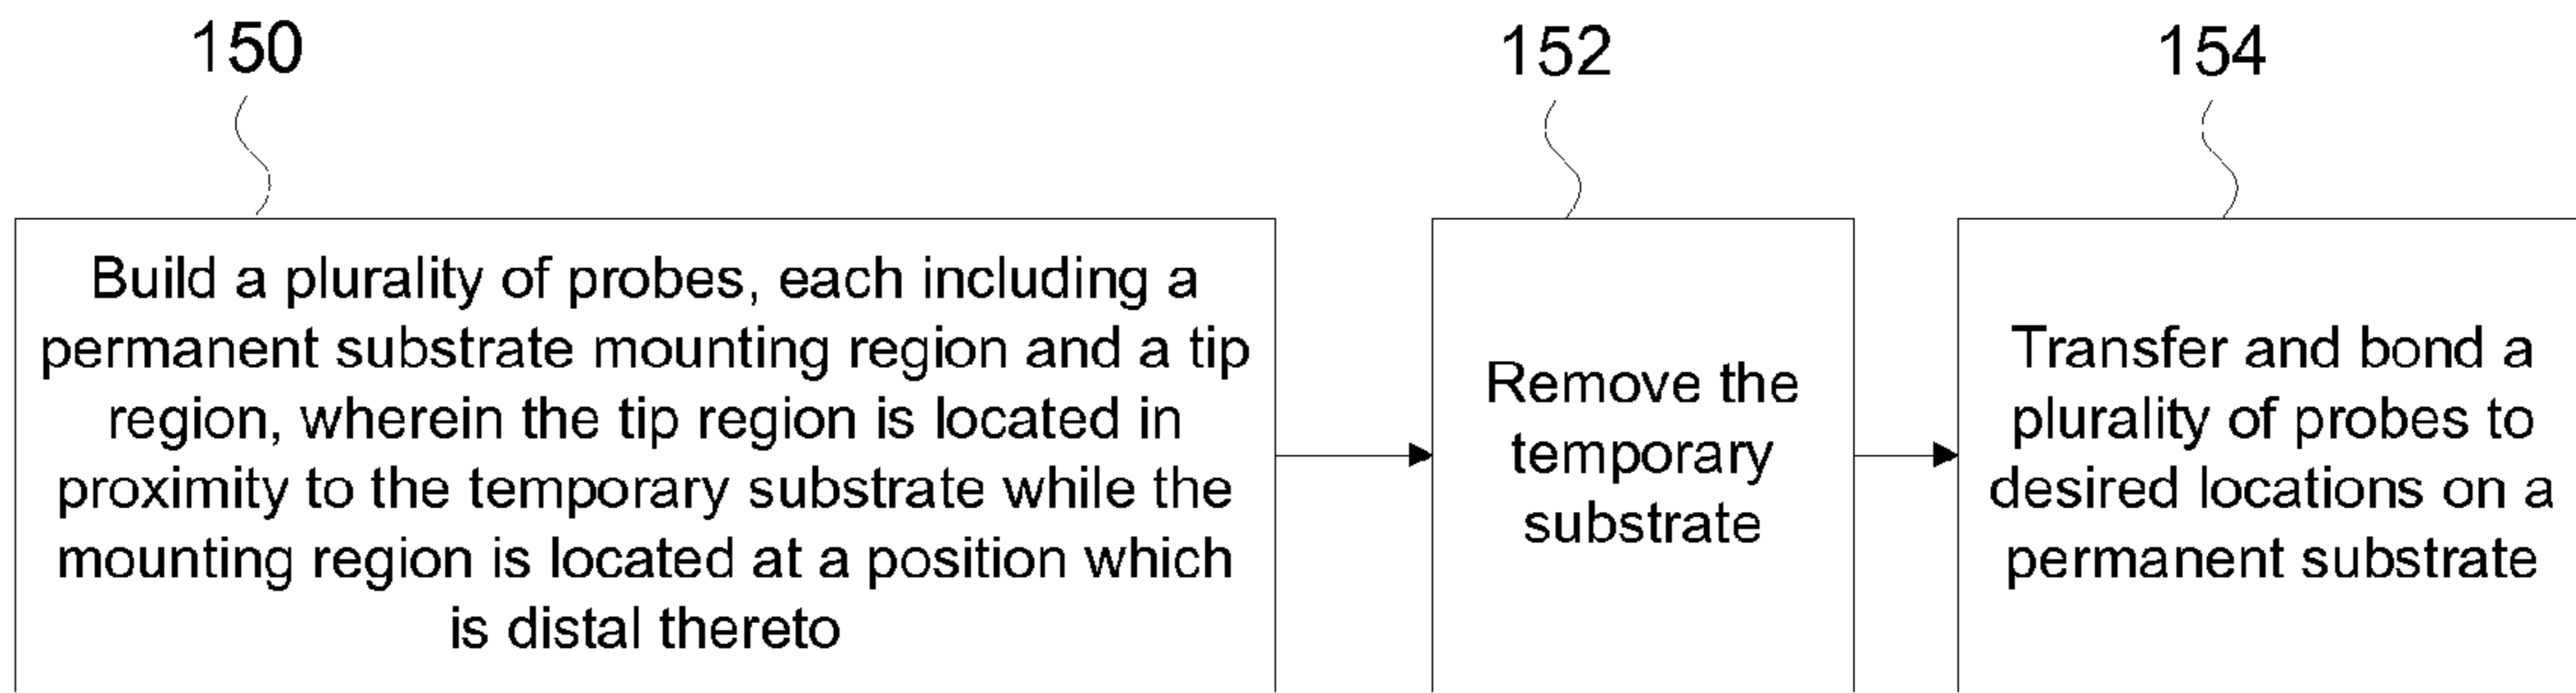 150
152
154
Build a plurality of probes, each including a
permanent substrate mounting region and a tip
region, wherein the tip region is located in
proximity to the temporary substrate while the
mounting region is located at a position which
is distal thereto
Remove the
temporary
substrate
Transfer and bond a
plurality of probes to
desired locations on a
permanent substrate